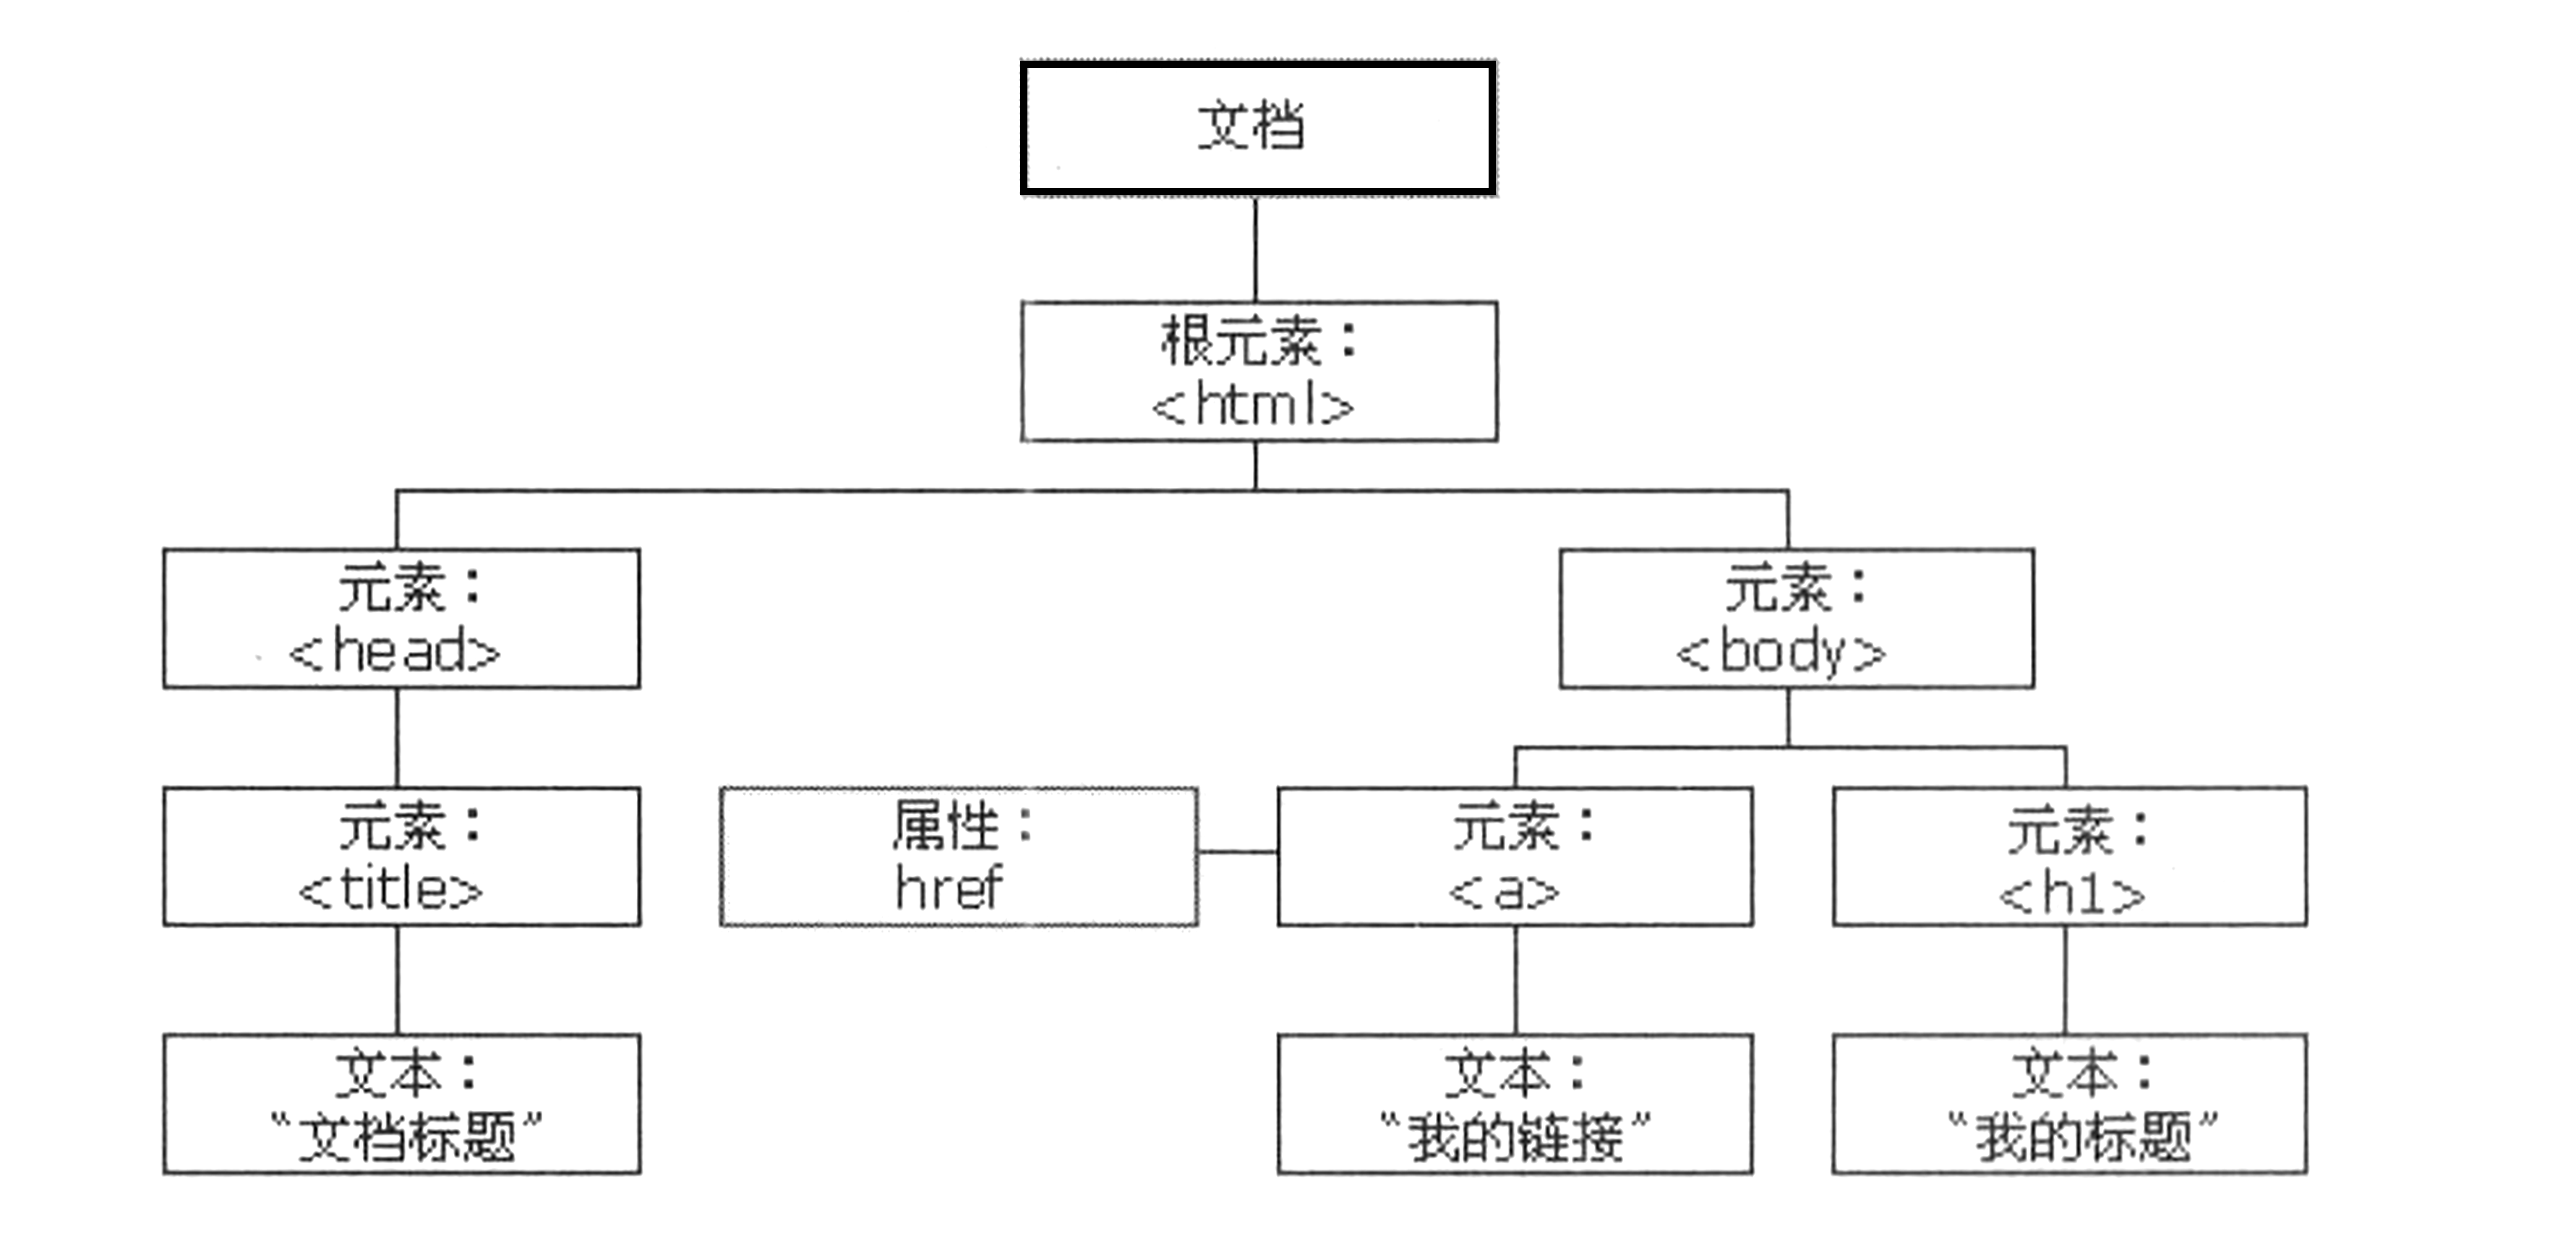 文档
根元素：
<html>
元素：
<head>
元素：
<body>
元素：
<title>
属性：
href
元素：
<a>
元素：
<h1>
文本：
“文档标题”
文本：
“我的链接”
文本：
“我的标题”